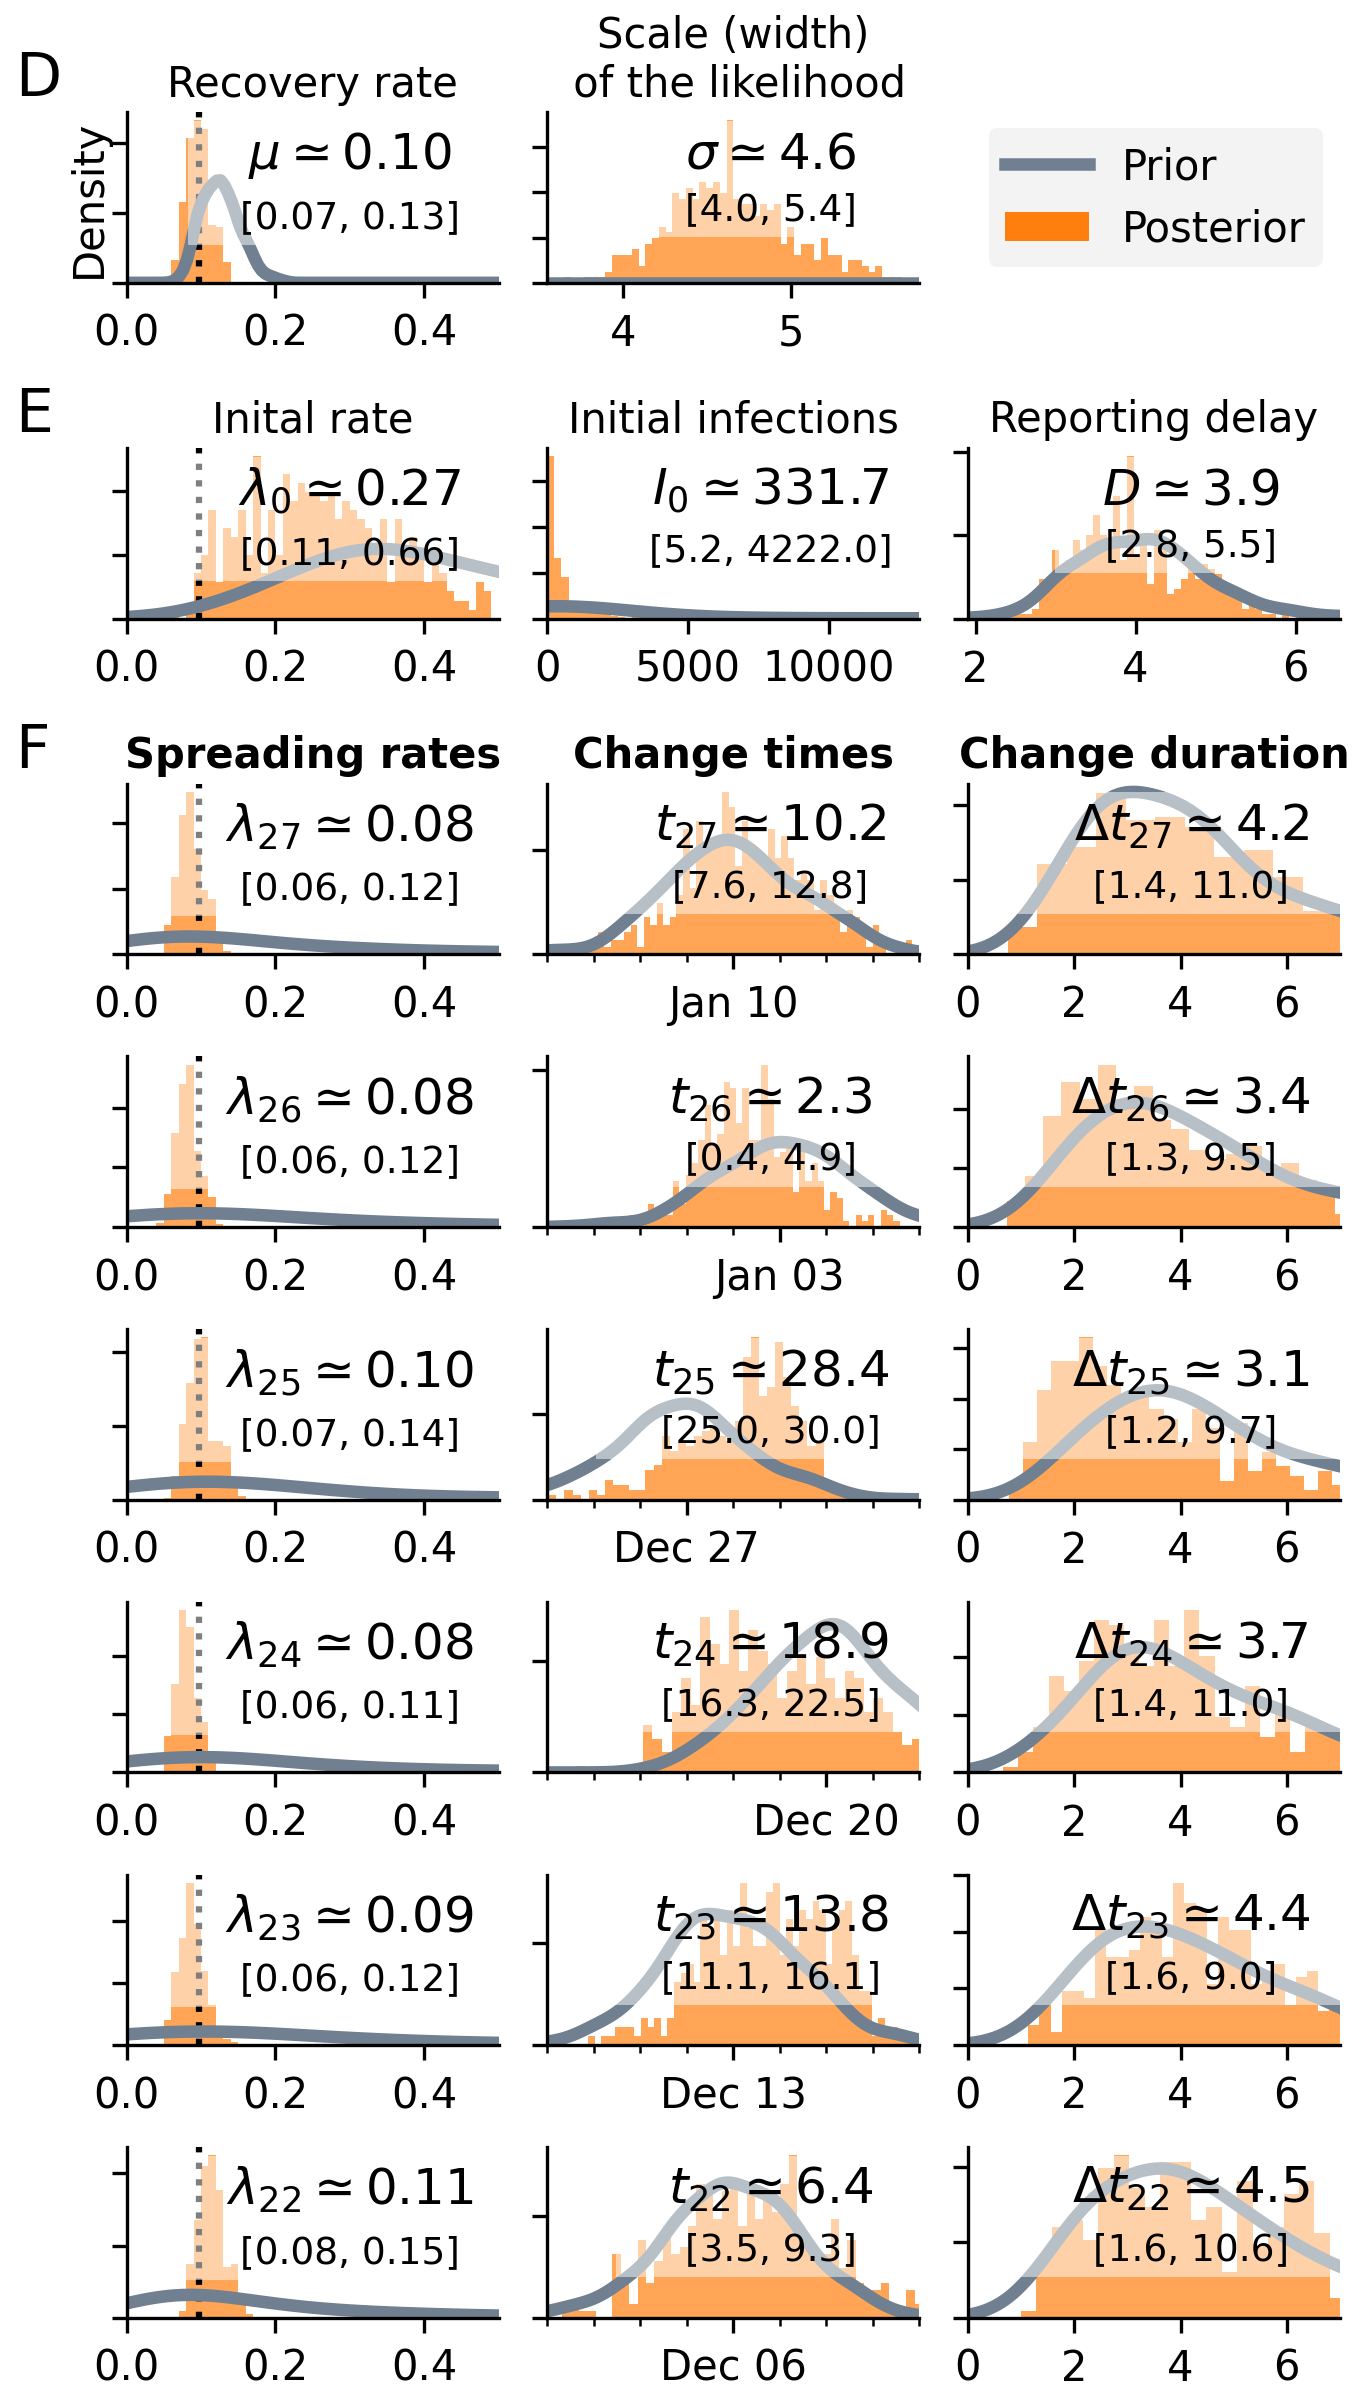 D
Recovery rate
Scale (width)
of the likelihood
Density
μ ≃ 0.10
[0.07, 0.13]
0.0 0.2 0.4
σ ≃ 4.6
[4.0, 5.4]
4 5
Prior
Posterior
E
Inital rate
λ0 ≃ 0.27
[0.11, 0.66]
0.0 0.2 0.4
Initial infections
I0 ≃ 331.7
[5.2, 4222.0]
0 5000 10000
Reporting delay
D ≃ 3.9
[2.8, 5.5]
2 4 6
F
Spreading rates
Change times
Change duration
λ27 ≃ 0.08
[0.06, 0.12]
0.0 0.2 0.4
t27 ≃ 10.2
[7.6, 12.8]
Jan 10
Δt27 ≃ 4.2
[1.4, 11.0]
0 2 4 6
λ26 ≃ 0.08
[0.06, 0.12]
0.0 0.2 0.4
t26 ≃ 2.3
[0.4, 4.9]
Jan 03
Δt26 ≃ 3.4
[1.3, 9.5]
0 2 4 6
λ25 ≃ 0.10
[0.07, 0.14]
0.0 0.2 0.4
t25 ≃ 28.4
[25.0, 30.0]
Dec 27
Δt25 ≃ 3.1
[1.2, 9.7]
0 2 4 6
λ24 ≃ 0.08
[0.06, 0.11]
0.0 0.2 0.4
t24 ≃ 18.9
[16.3, 22.5]
Dec 20
Δt24 ≃ 3.7
[1.4, 11.0]
0 2 4 6
λ23 ≃ 0.09
[0.06, 0.12]
0.0 0.2 0.4
t23 ≃ 13.8
[11.1, 16.1]
Dec 13
Δt23 ≃ 4.4
[1.6, 9.0]
0 2 4 6
λ22 ≃ 0.11
[0.08, 0.15]
0.0 0.2 0.4
t22 ≃ 6.4
[3.5, 9.3]
Dec 06
Δt22 ≃ 4.5
[1.6, 10.6]
0 2 4 6